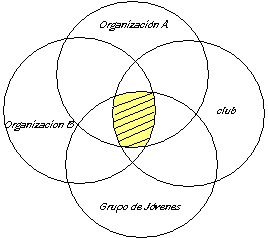 Organización A
club
Organizacion B
Grupo de Jóvenes